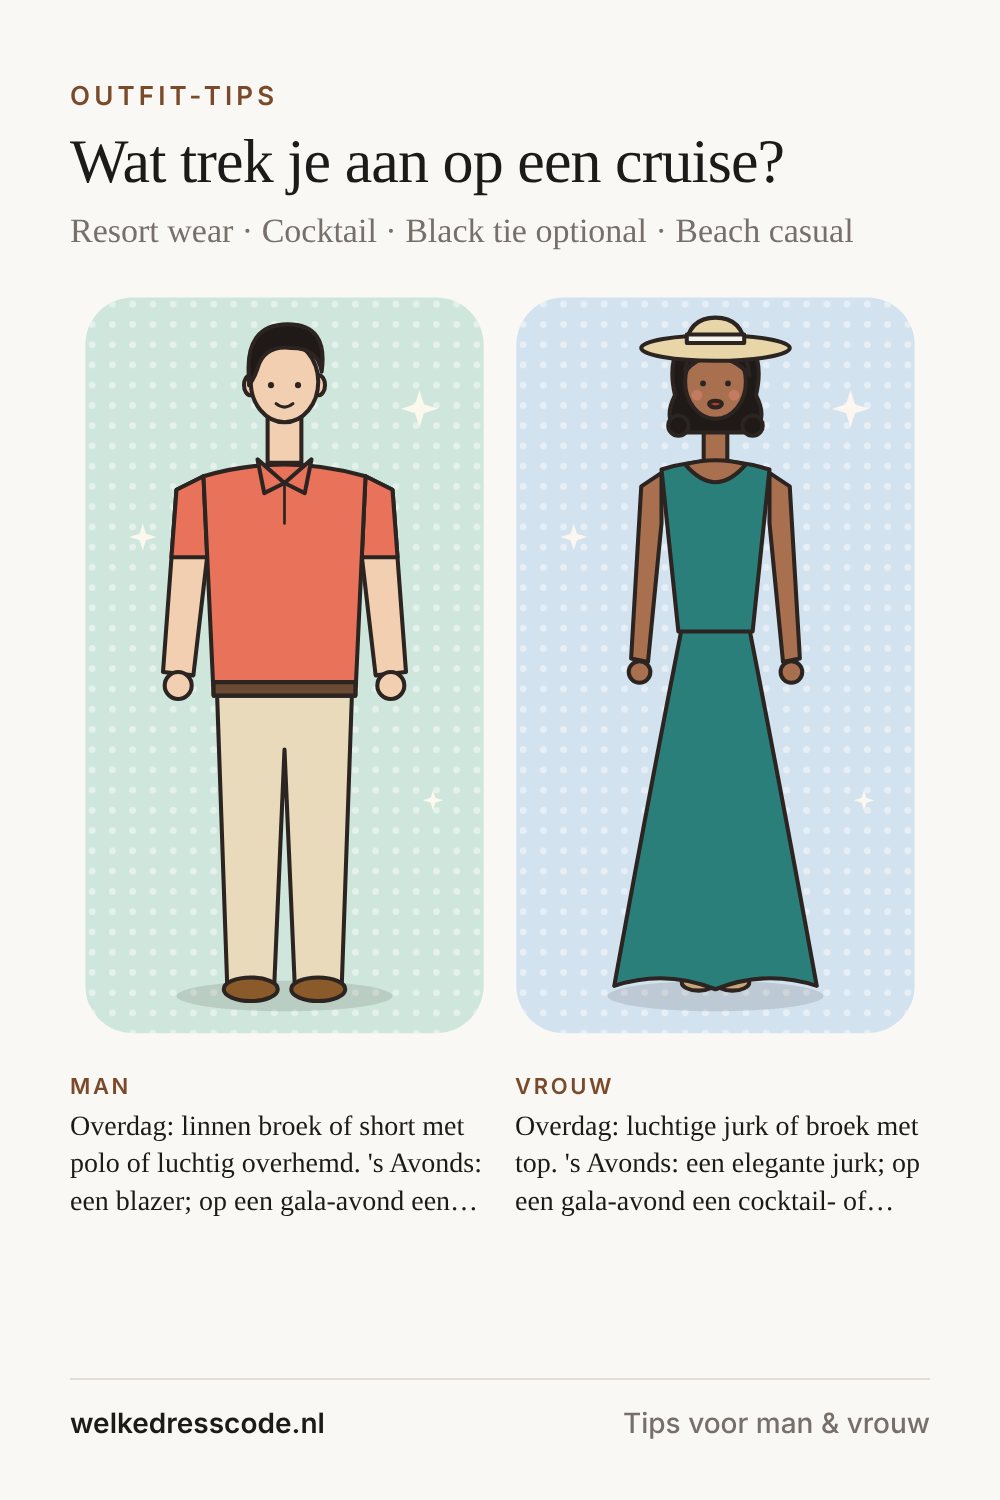 OUTFIT-TIPS
Wat trek je aan op een cruise?
Resort wear · Cocktail · Black tie optional · Beach casual
MAN
Overdag: linnen broek of short met
polo of luchtig overhemd. 's Avonds:
een blazer; op een gala-avond een…
VROUW
Overdag: luchtige jurk of broek met
top. 's Avonds: een elegante jurk; op
een gala-avond een cocktail- of…
welkedresscode.nl
Tips voor man & vrouw